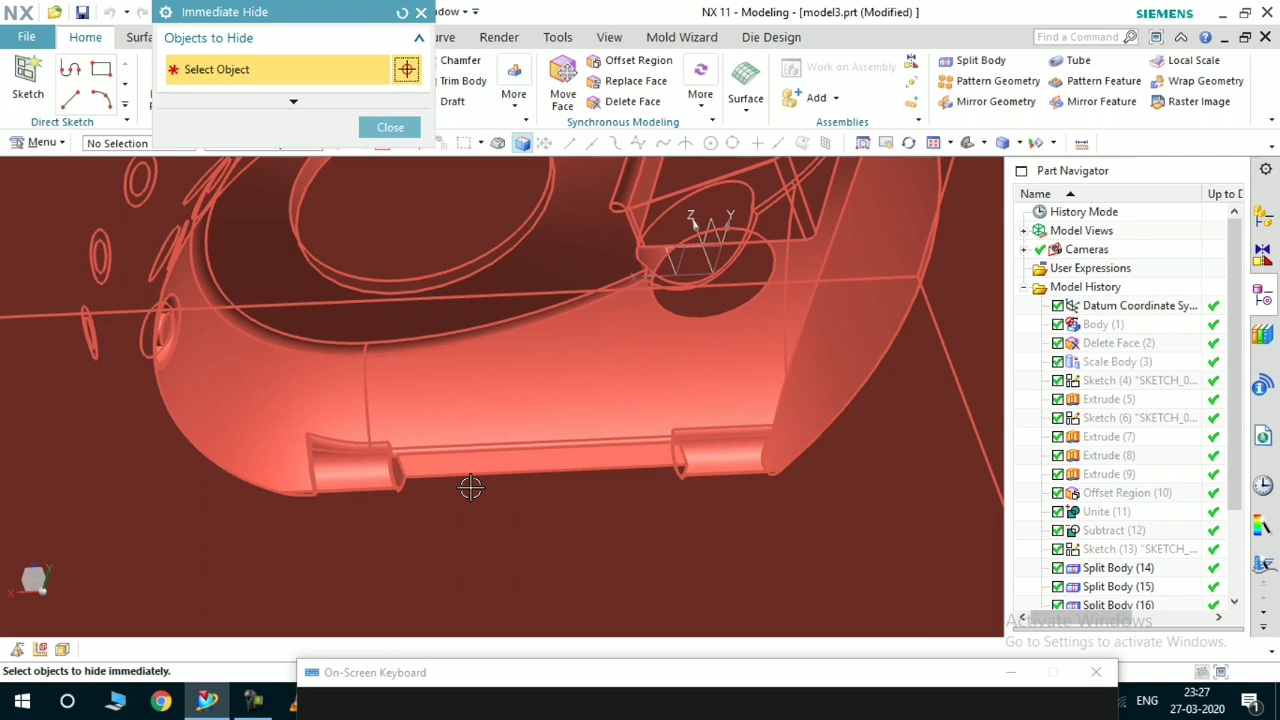 NX
Immediate Hide
Window
NX 11 - Modeling - [model3.prt (Modified) ]
SIEMENS
File
Home
Render
Tools
View
Mold Wizard
Die Design
Find a Command
Objects to Hide
* Select Object
Close
Sketch
Direct Sketch
Chamfer
Trim Body
Draft
More
Move
Face
Offset Region
Replace Face
Delete Face
More
Surface
Synchronous Modeling
Work on Assembly
Add
Assemblies
Split Body
Pattern Geometry
Mirror Geometry
Tube
Pattern Feature
Mirror Feature
Local Scale
Wrap Geometry
Raster Image
Menu
No Selection
Z
Y
Part Navigator
Name
Up to D
History Mode
Model Views
Cameras
User Expressions
Model History
Datum Coordinate Sy...
Body (1)
Delete Face (2)
Scale Body (3)
Sketch (4) "SKETCH_0...
Extrude (5)
Sketch (6) "SKETCH_0...
Extrude (7)
Extrude (8)
Extrude (9)
Offset Region (10)
Unite (11)
Subtract (12)
Sketch (13) "SKETCH_...
Split Body (14)
Split Body (15)
Split Body (16)
X
Y
Activate Windows
Go to Settings to activate Windows.
Select objects to hide immediately.
On-Screen Keyboard
ENG
23:27
27-03-2020
1